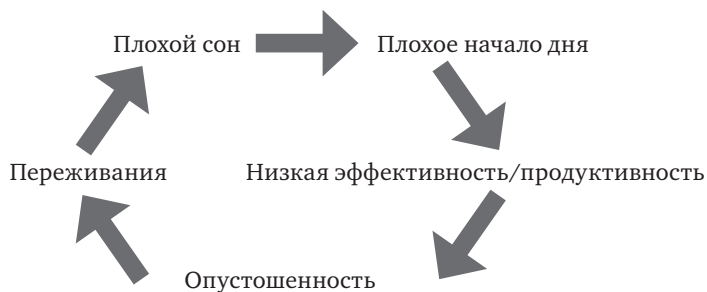 Плохой сон
Плохое начало дня
Переживания
Низкая эффективность/продуктивность
Опустошенность